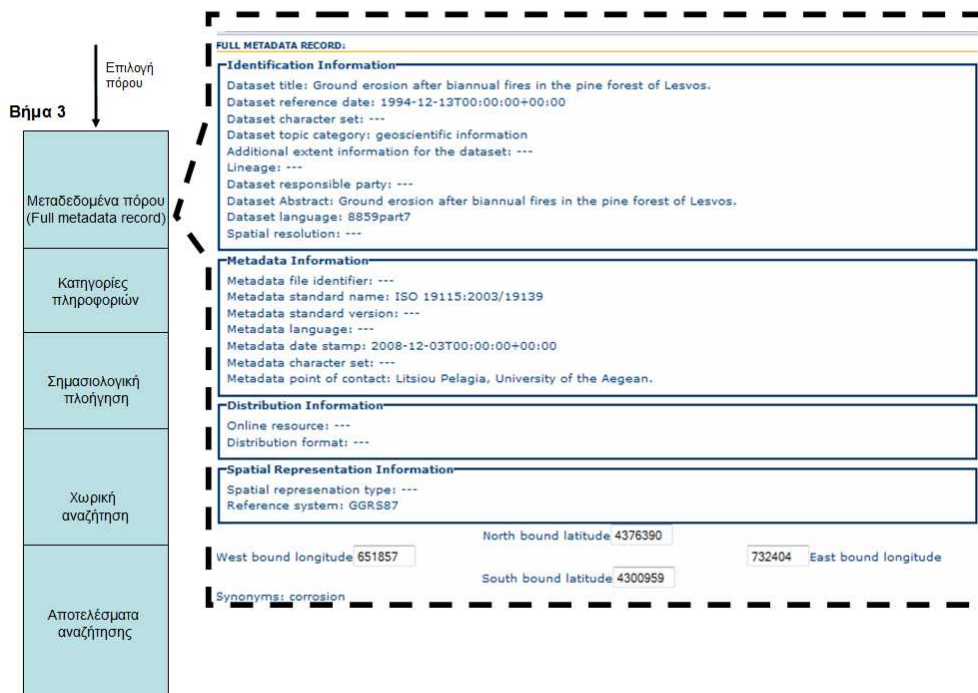 Επιλογή
πόρου
Βήμα 3
Μεταδεδομένα πόρου
(Full metadata record)
Κατηγορίες
πληροφοριών
Σημασιολογική
πλοήγηση
Χωρική
αναζήτηση
Αποτελέσματα
αναζήτησης
FULL METADATA RECORD:
Identification Information
Dataset title: Ground erosion after biannual fires in the pine forest of Lesvos.
Dataset reference date: 1994-12-13T00:00:00+00:00
Dataset character set: ---
Dataset topic category: geoscientific information
Additional extent information for the dataset: ---
Lineage: ---
Dataset responsible party: ---
Dataset Abstract: Ground erosion after biannual fires in the pine forest of Lesvos.
Dataset language: 8859part7
Spatial resolution: ---
Metadata Information
Metadata file identifier: ---
Metadata standard name: ISO 19115:2003/19139
Metadata standard version: ---
Metadata language: ---
Metadata date stamp: 2008-12-03T00:00:00+00:00
Metadata character set: ---
Metadata point of contact: Litsiou Pelagia, University of the Aegean.
Distribution Information
Online resource: ---
Distribution format: ---
Spatial Representation Information
Spatial represenation type: ---
Reference system: GGRS87
North bound latitude 4376390
West bound longitude 651857 732404 East bound longitude
South bound latitude 4300959
Synonyms: corrosion